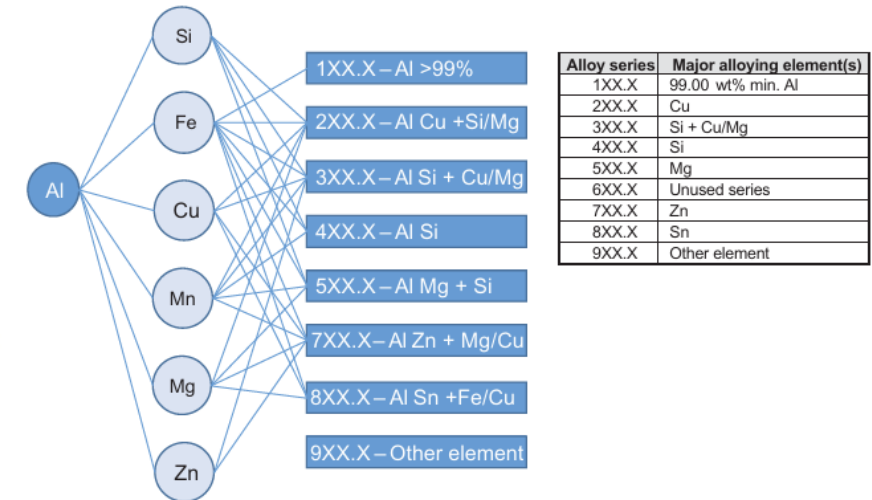 Al
Si
Fe
Cu
Mn
Mg
Zn
1XX.X – Al >99%
2XX.X – Al Cu +Si/Mg
3XX.X – Al Si + Cu/Mg
4XX.X – Al Si
5XX.X – Al Mg + Si
7XX.X – Al Zn + Mg/Cu
8XX.X – Al Sn +Fe/Cu
9XX.X – Other element
Alloy series Major alloying element(s)
1XX.X 99.00 wt% min. Al
2XX.X Cu
3XX.X Si + Cu/Mg
4XX.X Si
5XX.X Mg
6XX.X Unused series
7XX.X Zn
8XX.X Sn
9XX.X Other element